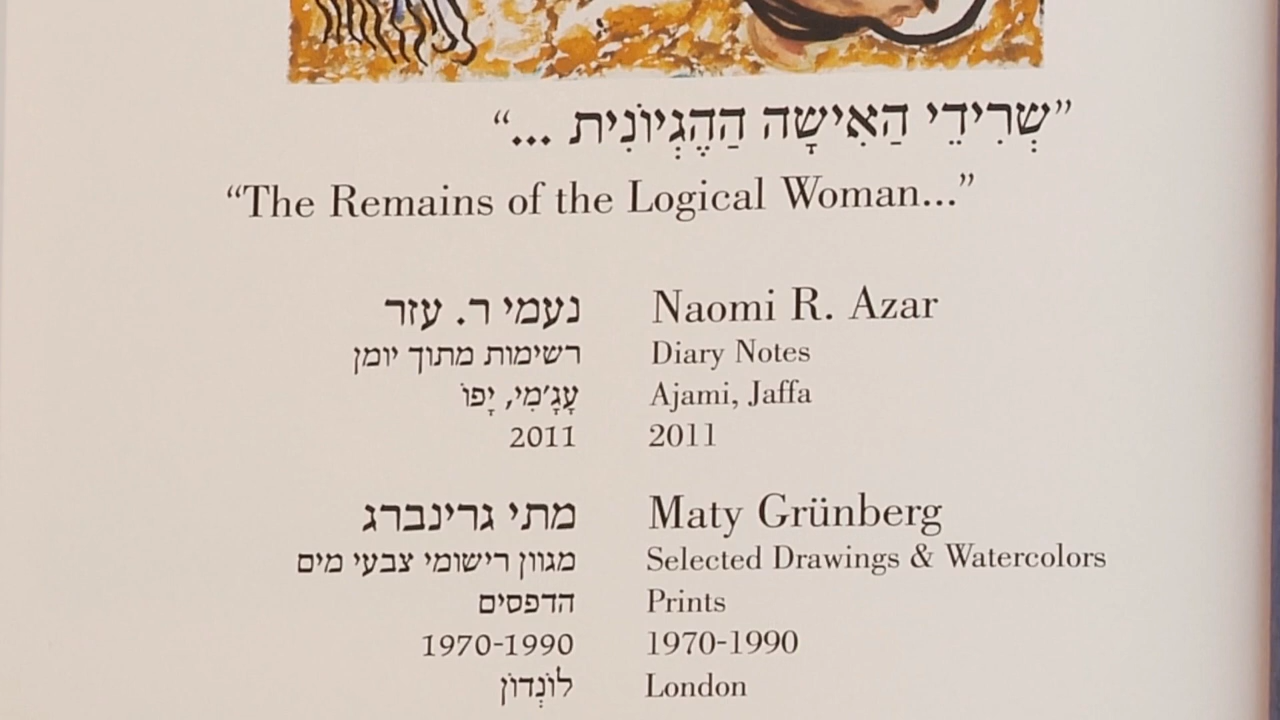 ”שְׂרִידֵי הַאִישָׁה הַהֶגְיוֹנִית ...“
“The Remains of the Logical Woman...”
נעמי ר. עזר
Naomi R. Azar
רשימות מתוך יומן
Diary Notes
עָגָ׳מִי, יָפוֹ
Ajami, Jaffa
2011
2011
מתי גרינברג
Maty Grünberg
מגוון רישומי צבעי מים
Selected Drawings & Watercolors
הדפסים
Prints
1970-1990
1970-1990
לוֹנְדוֹן
London